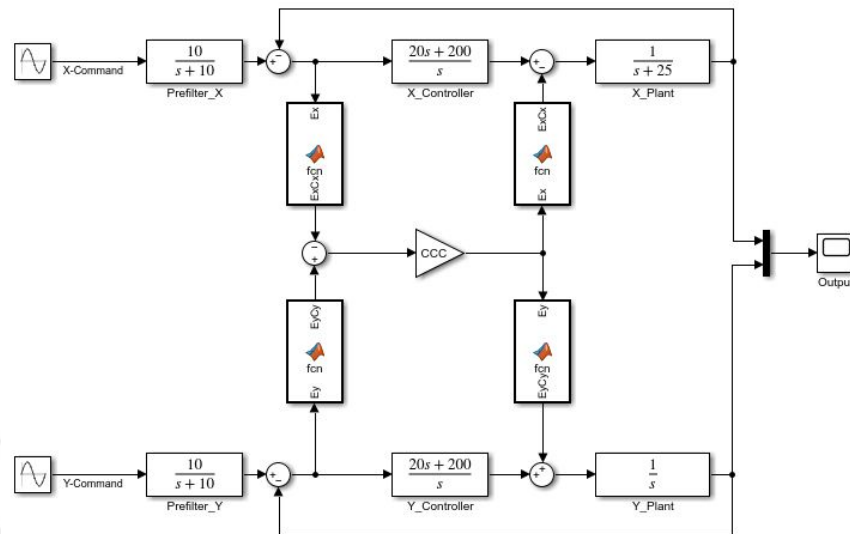 X-Command
10
s + 10
Prefilter_X
+
−
20s + 200
s
X_Controller
+
−
1
s + 25
X_Plant
Ex
fcn
ExCx
ExCx
fcn
Ex
−
+
CCC
EyCy
fcn
Ey
Ey
fcn
EyCy
Outpu
Y-Command
10
s + 10
Prefilter_Y
+
−
20s + 200
s
Y_Controller
+
+
1
s
Y_Plant